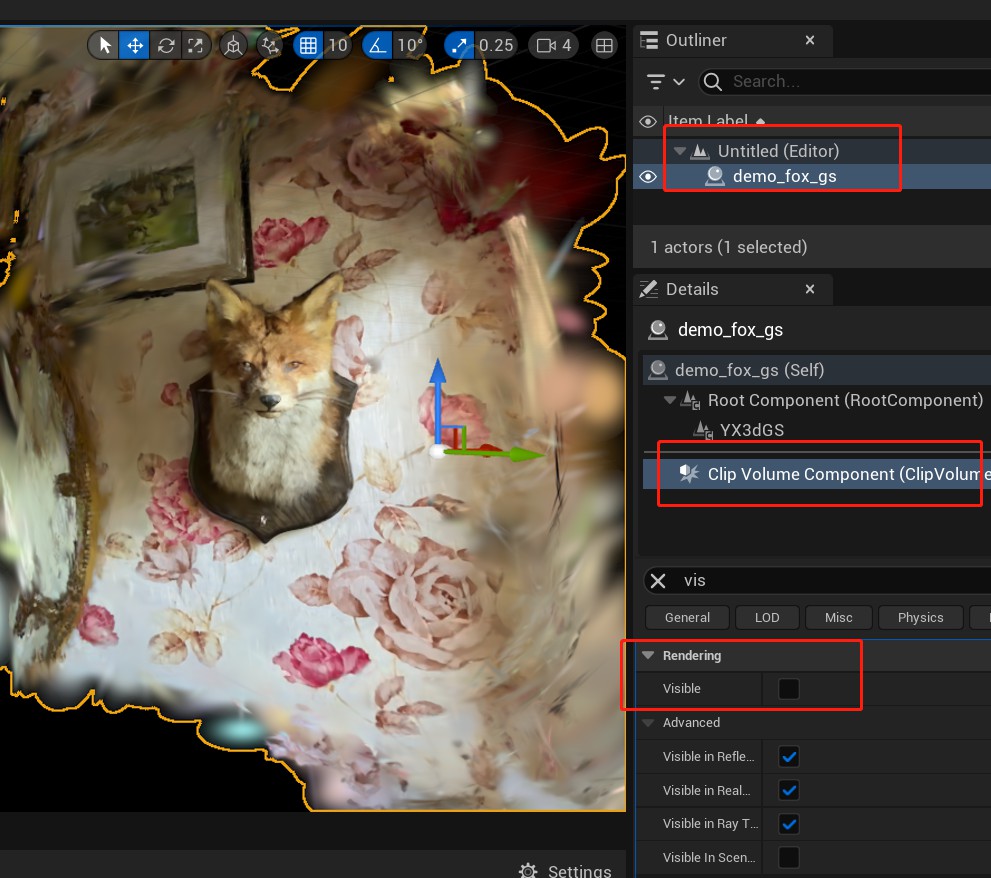 10
10°
0.25
4
Outliner
Search...
Item Label
Untitled (Editor)
demo_fox_gs
1 actors (1 selected)
Details
demo_fox_gs
demo_fox_gs (Self)
Root Component (RootComponent)
YX3dGS
Clip Volume Component (ClipVolume
vis
General
LOD
Misc
Physics
Rendering
Visible
Advanced
Visible in Refle...
Visible in Real...
Visible in Ray T...
Visible In Scen...
Settings